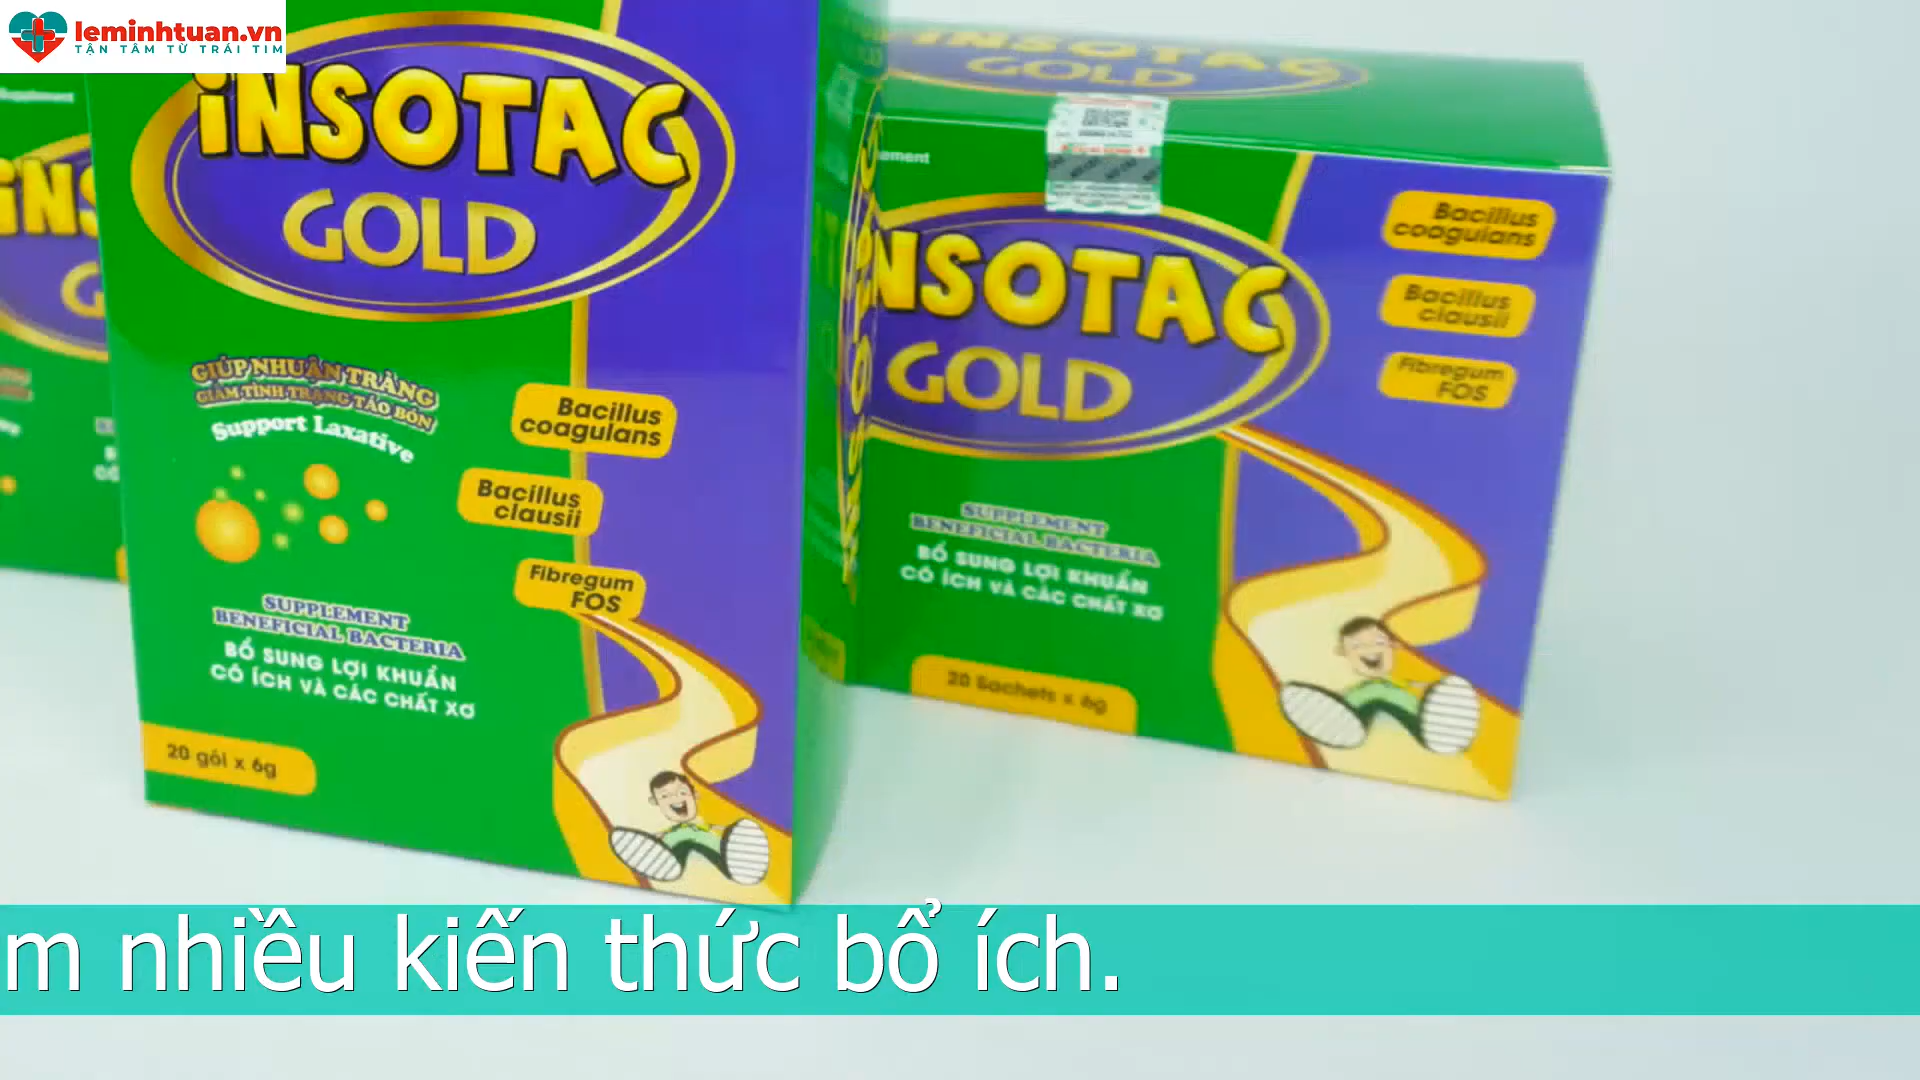 leminhtuan.vn
TẬN TÂM TỪ TRÁI TIM
iNSOTAC
GOLD
GIÚP NHUẬN TRÀNG
GIẢM TÌNH TRẠNG TÁO BÓN
Support Laxative
Bacillus
coagulans
Bacillus
clausii
Fibregum
FOS
SUPPLEMENT
BENEFICIAL BACTERIA
BỔ SUNG LỢI KHUẨN
CÓ ÍCH VÀ CÁC CHẤT XƠ
20 gói x 6g
iNSOTAC
GOLD
NSOTAC
GOLD
Bacillus
coagulans
Bacillus
clausii
Fibregum
FOS
SUPPLEMENT
BENEFICIAL BACTERIA
BỔ SUNG LỢI KHUẨN
CÓ ÍCH VÀ CÁC CHẤT XƠ
20 Sachets x 6g
m nhiều kiến thức bổ ích.